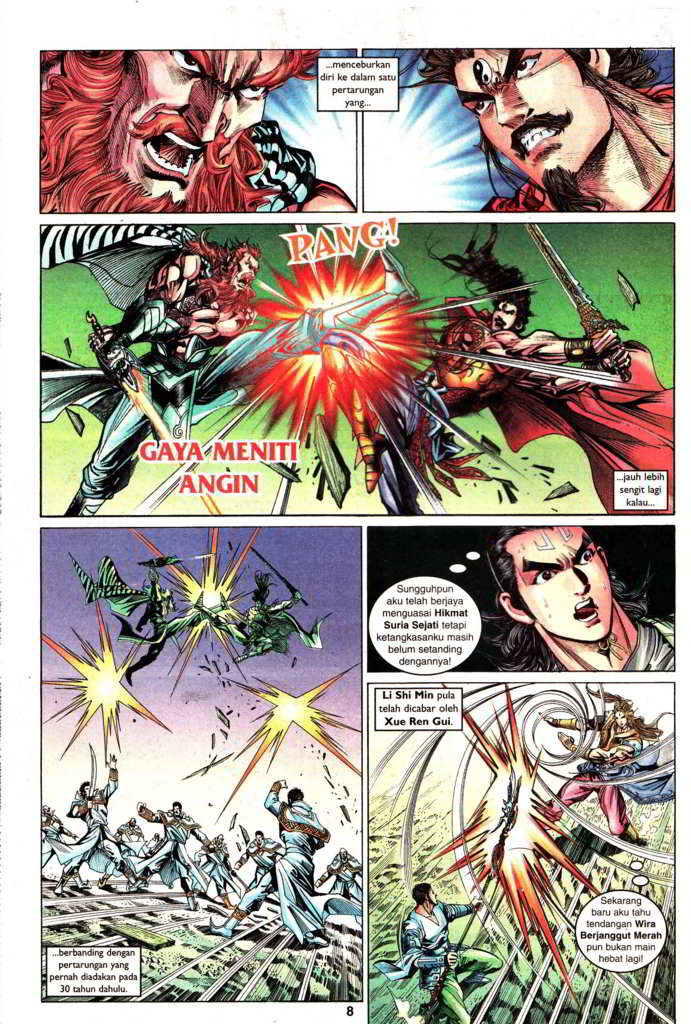 ...menceburkan
diri ke dalam satu
pertarungan
yang...
PANG!
GAYA MENITI
ANGIN
...jauh lebih
sengit lagi
kalau...
Sungguhpun
aku telah berjaya
menguasai Hikmat
Suria Sejati tetapi
ketangkasanku masih
belum setanding
dengannya!
Li Shi Min pula
telah dicabar oleh
Xue Ren Gui.
...berbanding dengan
pertarungan yang
pernah diadakan pada
30 tahun dahulu.
Sekarang
baru aku tahu
tendangan Wira
Berjanggut Merah
pun bukan main
hebat lagi!
8